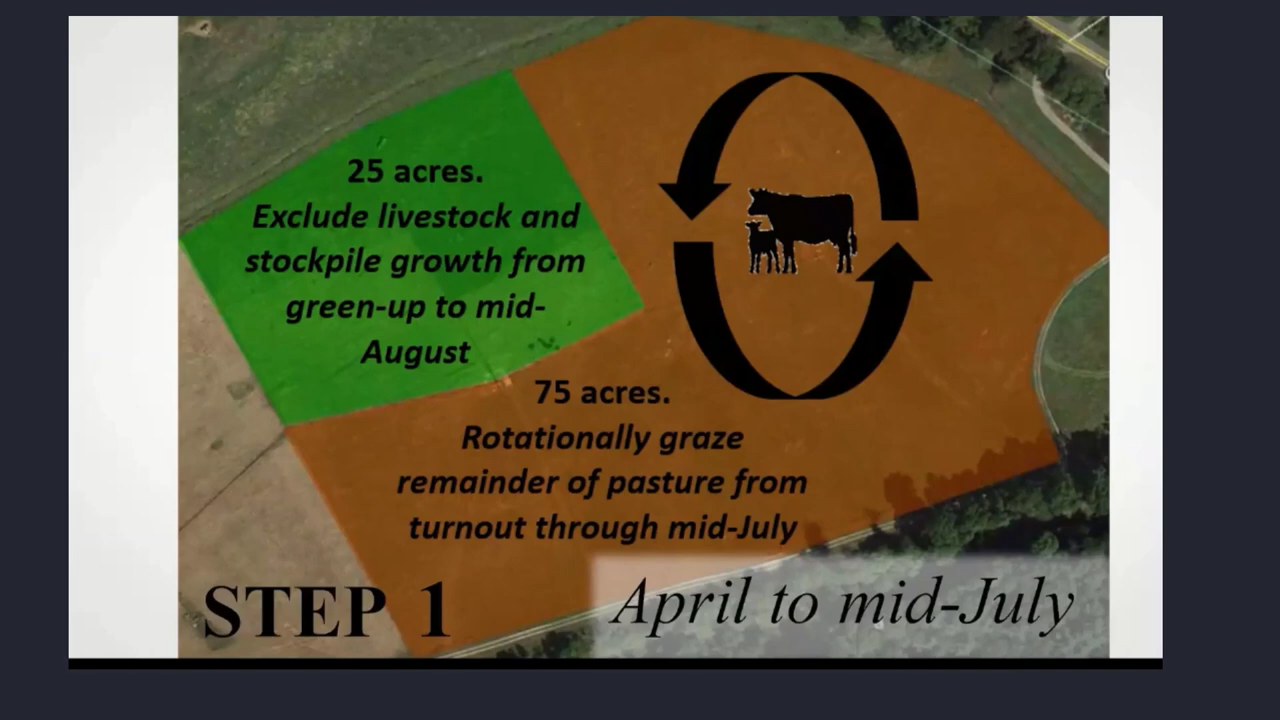 25 acres.
Exclude livestock and
stockpile growth from
green-up to mid-
August
75 acres.
Rotationally graze
remainder of pasture from
turnout through mid-July
STEP 1
April to mid-July